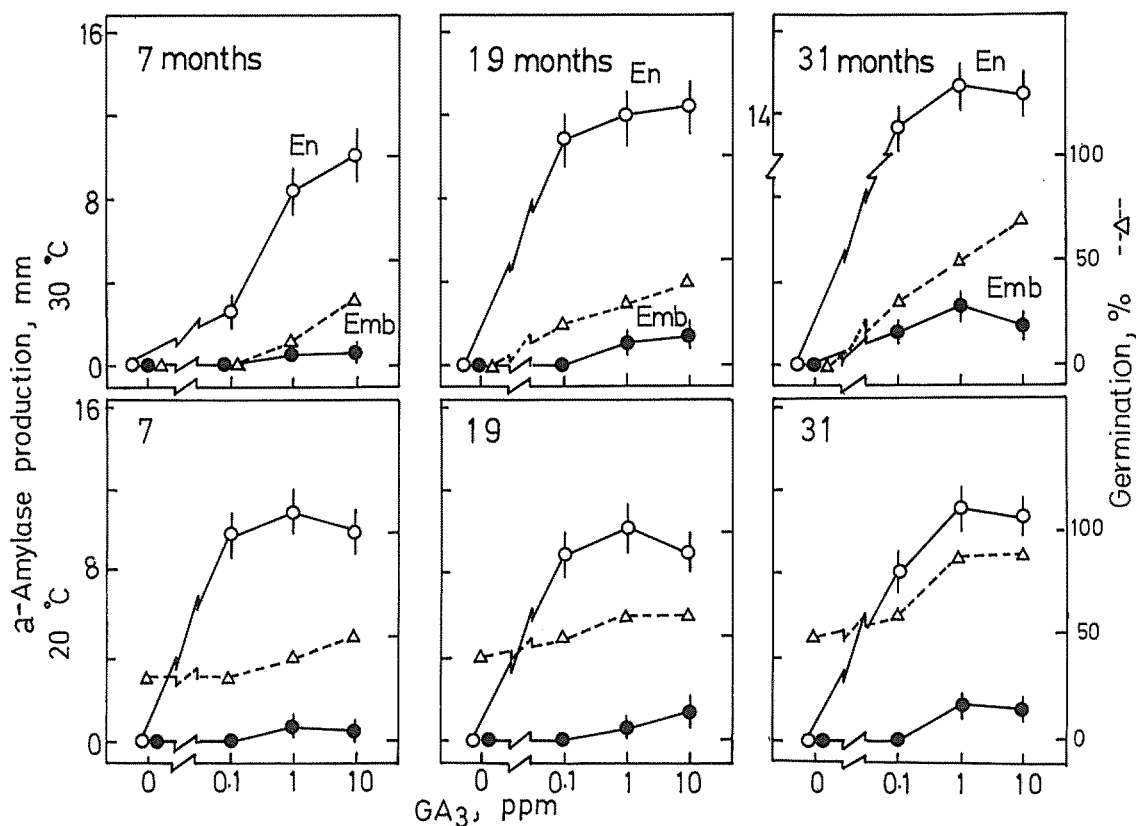 16
7 months
En
8
Emb
0
19 months
En
Emb
31 months
En
14
100
50
Emb
0
a-Amylase production, mm
30 °C
20 °C
Germination, % --△--
16
7
8
0
19
31
100
50
0
0 0.1 1 10
0 0.1 1 10
0 0.1 1 10
GA₃, ppm